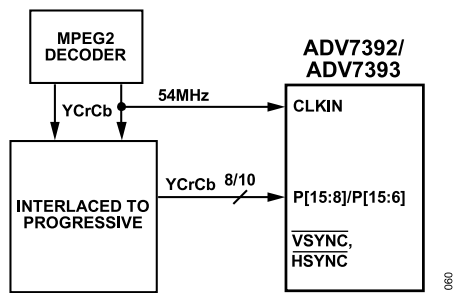 MPEG2
DECODER
ADV7392/
ADV7393
YCrCb
54MHz
CLKIN
INTERLACED TO
PROGRESSIVE
YCrCb
8/10
P[15:8]/P[15:6]
VSYNC,
HSYNC
060